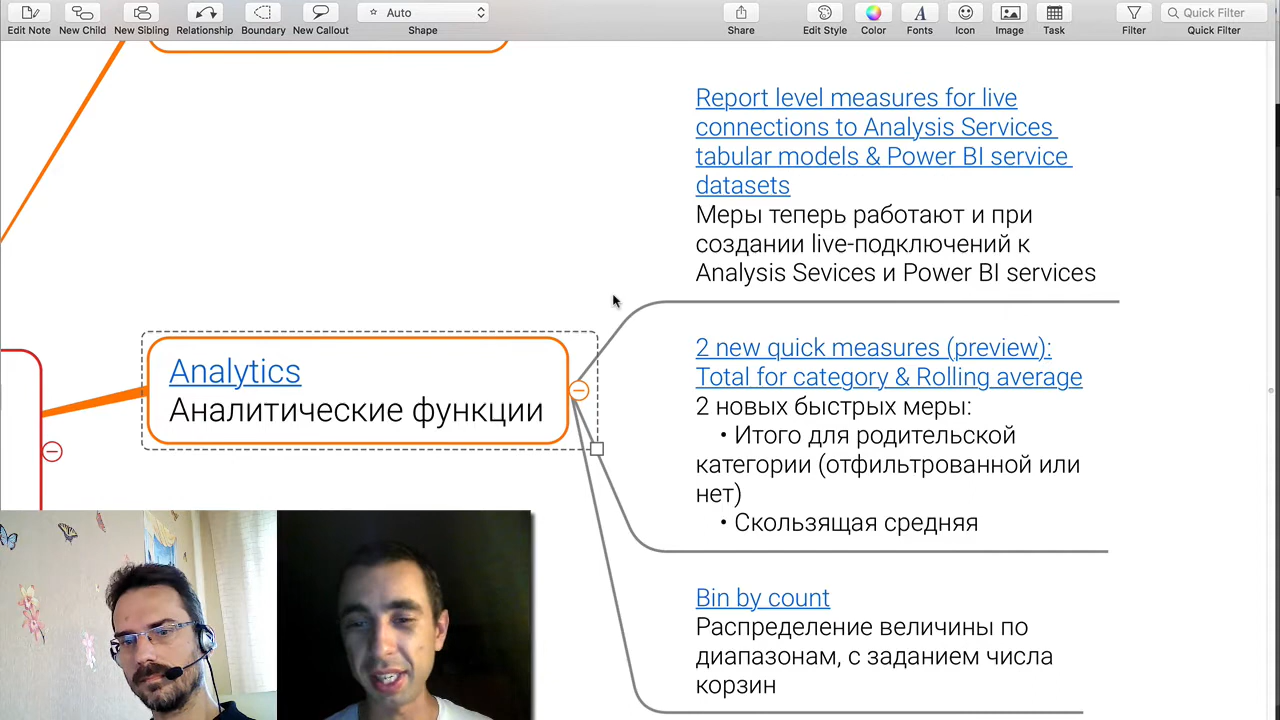 Auto
Quick Filter
Edit Note
New Child
New Sibling
Relationship
Boundary
New Callout
Shape
Share
Edit Style
Color
Fonts
Icon
Image
Task
Filter
Quick Filter
Report level measures for live
connections to Analysis Services
tabular models & Power BI service
datasets
Меры теперь работают и при
создании live-подключений к
Analysis Sevices и Power BI services
Analytics
Аналитические функции
2 new quick measures (preview):
Total for category & Rolling average
2 новых быстрых меры:
• Итого для родительской
категории (отфильтрованной или
нет)
• Скользящая средняя
Bin by count
Распределение величины по
диапазонам, с заданием числа
корзин